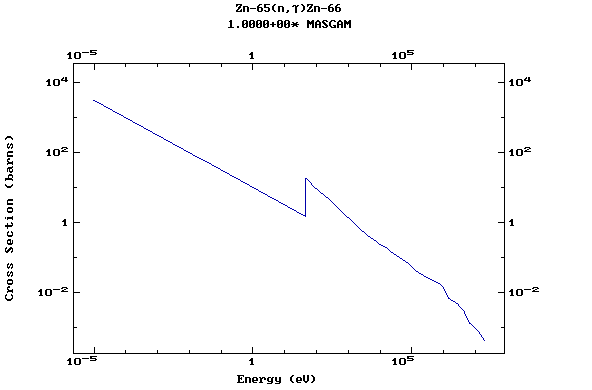 Zn-65(n,γ)Zn-66
1.0000+00* MASGAM
10⁻⁵ 1 10⁵
10⁴ 10⁴
10² 10²
1 1
10⁻² 10⁻²
Cross Section (barns)
10⁻⁵ 1 10⁵
Energy (eV)